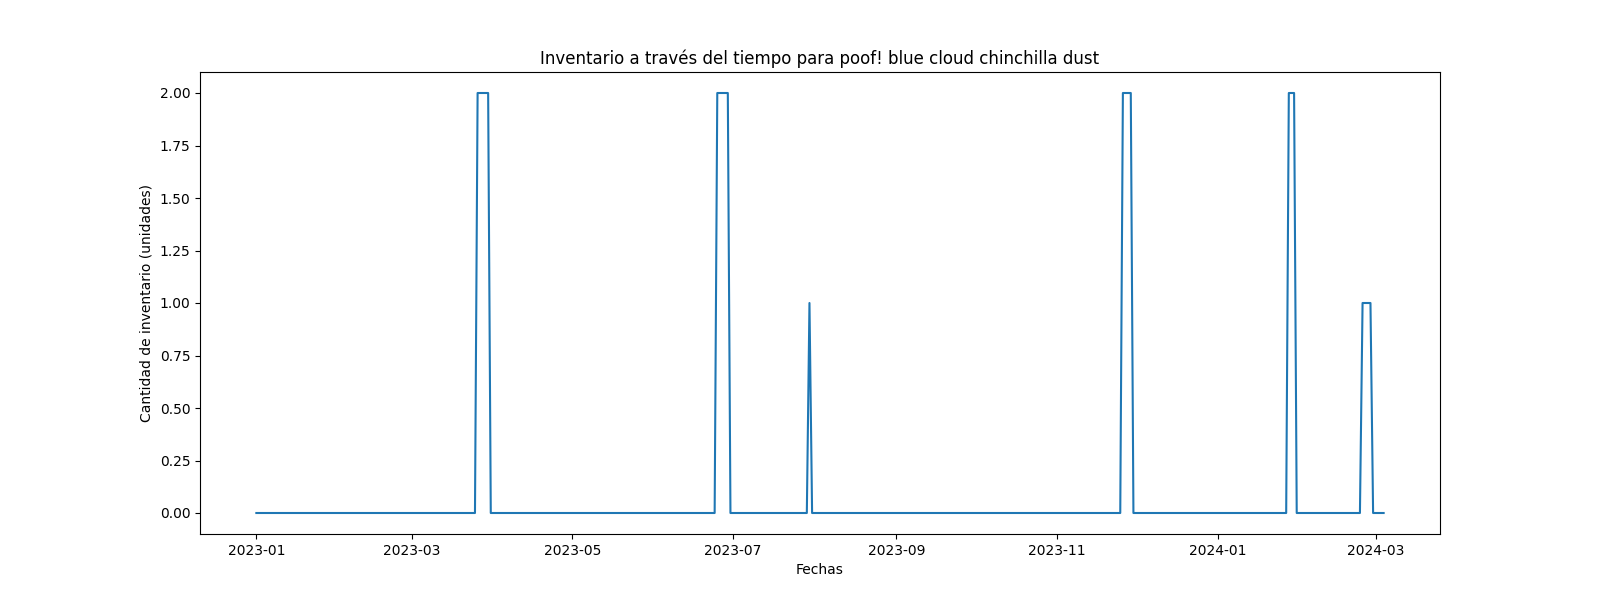 Inventario a través del tiempo para poof! blue cloud chinchilla dust
2.00
1.75
1.50
1.25
1.00
0.75
0.50
0.25
0.00
Cantidad de inventario (unidades)
2023-01 2023-03 2023-05 2023-07 2023-09 2023-11 2024-01 2024-03
Fechas